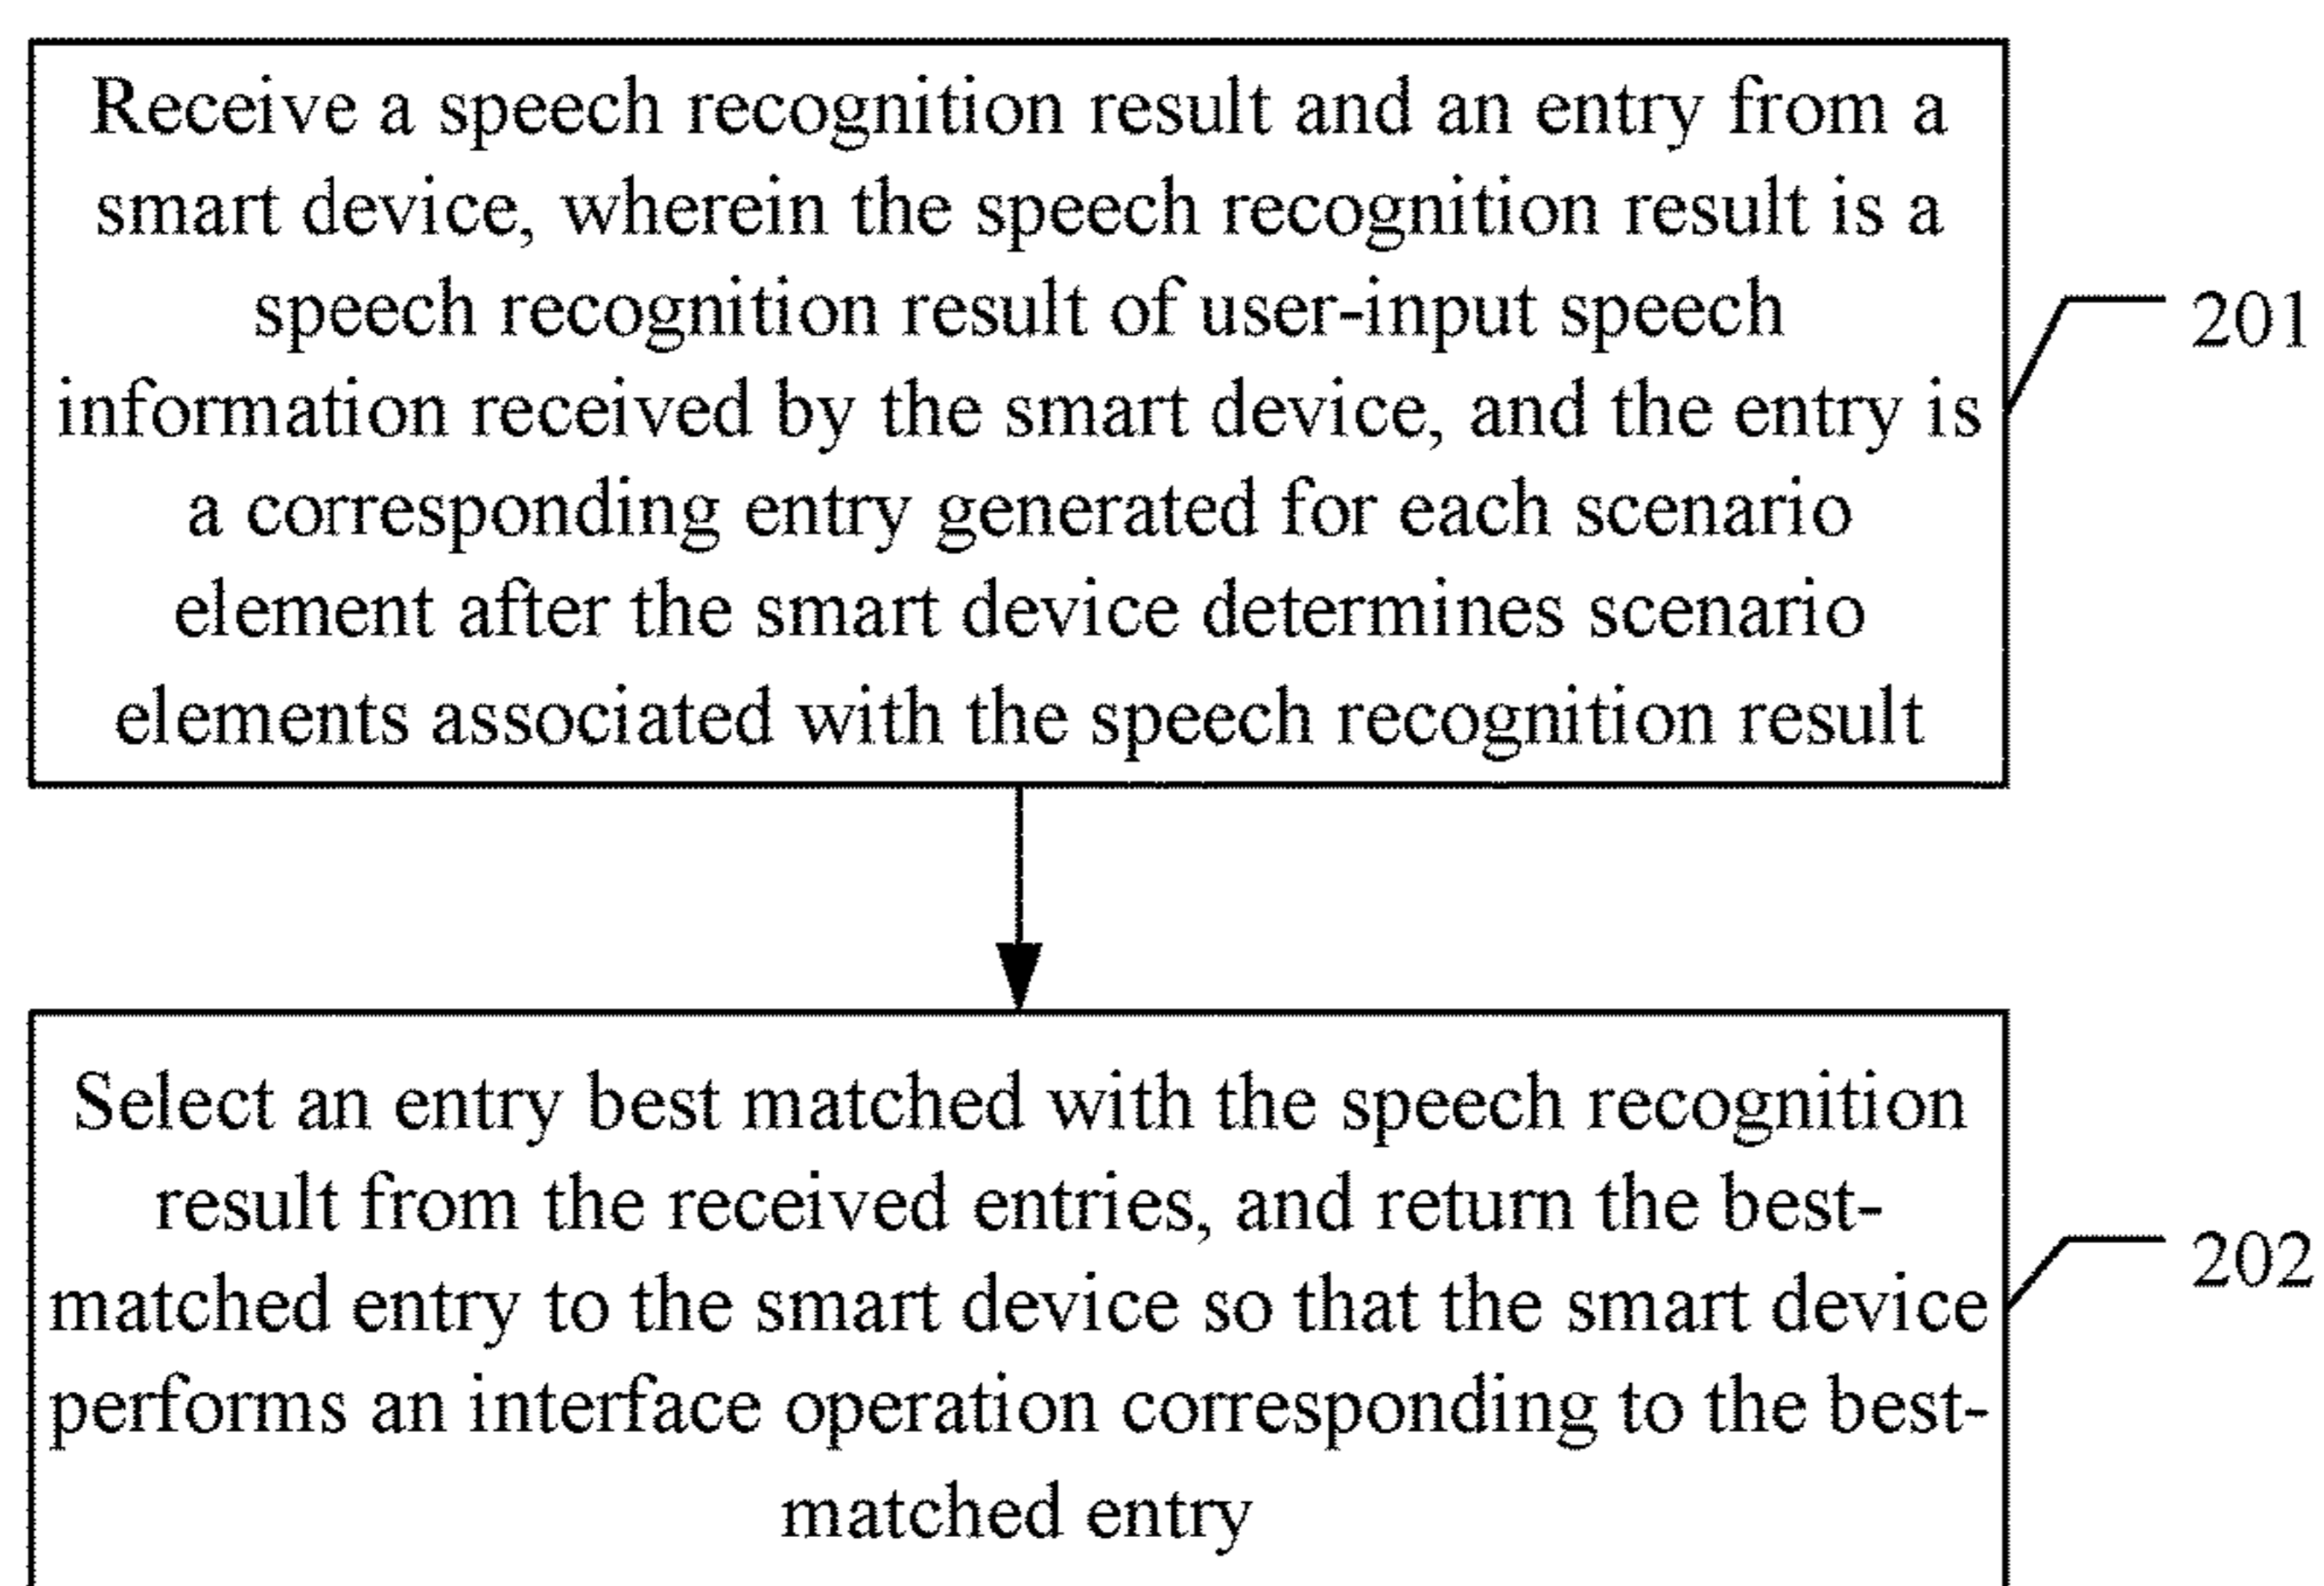 Receive a speech recognition result and an entry from a
smart device, wherein the speech recognition result is a
speech recognition result of user-input speech
information received by the smart device, and the entry is
a corresponding entry generated for each scenario
element after the smart device determines scenario
elements associated with the speech recognition result
201
Select an entry best matched with the speech recognition
result from the received entries, and return the best-
matched entry to the smart device so that the smart device
performs an interface operation corresponding to the best-
matched entry
202